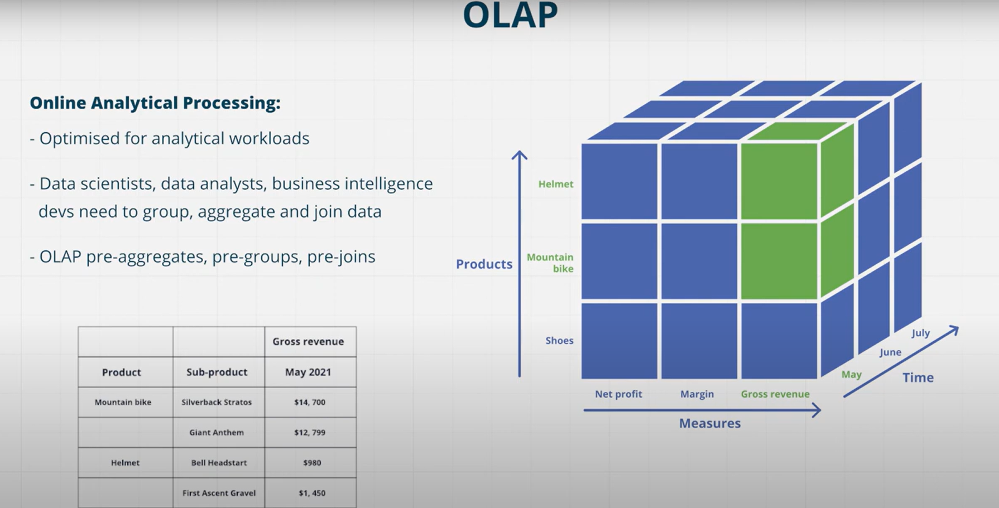 OLAP
Online Analytical Processing:
- Optimised for analytical workloads
- Data scientists, data analysts, business intelligence
devs need to group, aggregate and join data
- OLAP pre-aggregates, pre-groups, pre-joins
Gross revenue
Product Sub-product May 2021
Mountain bike Silverback Stratos $14, 700
Giant Anthem $12, 799
Helmet Bell Headstart $980
First Ascent Gravel $1, 450
Products
Helmet
Mountain
bike
Shoes
Net profit Margin Gross revenue
Measures
May
June
July
Time